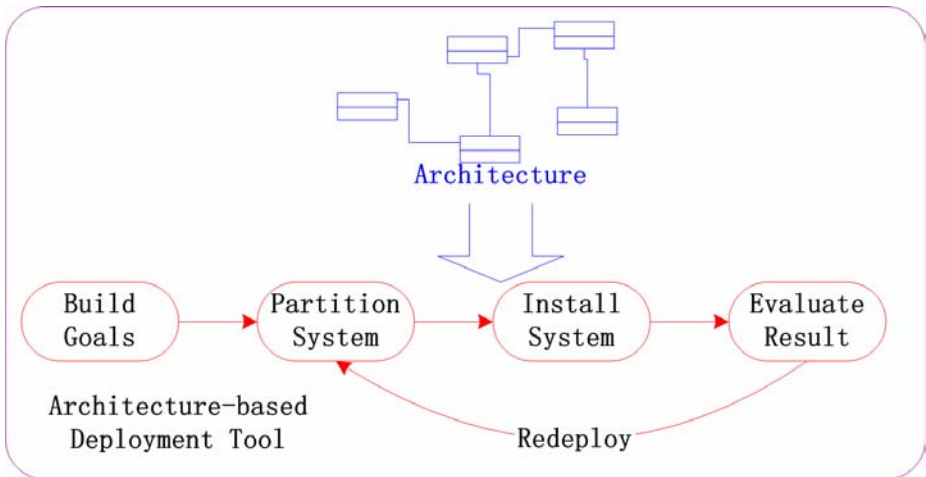 Architecture
Build
Goals
Partition
System
Install
System
Evaluate
Result
Architecture-based
Deployment Tool
Redeploy